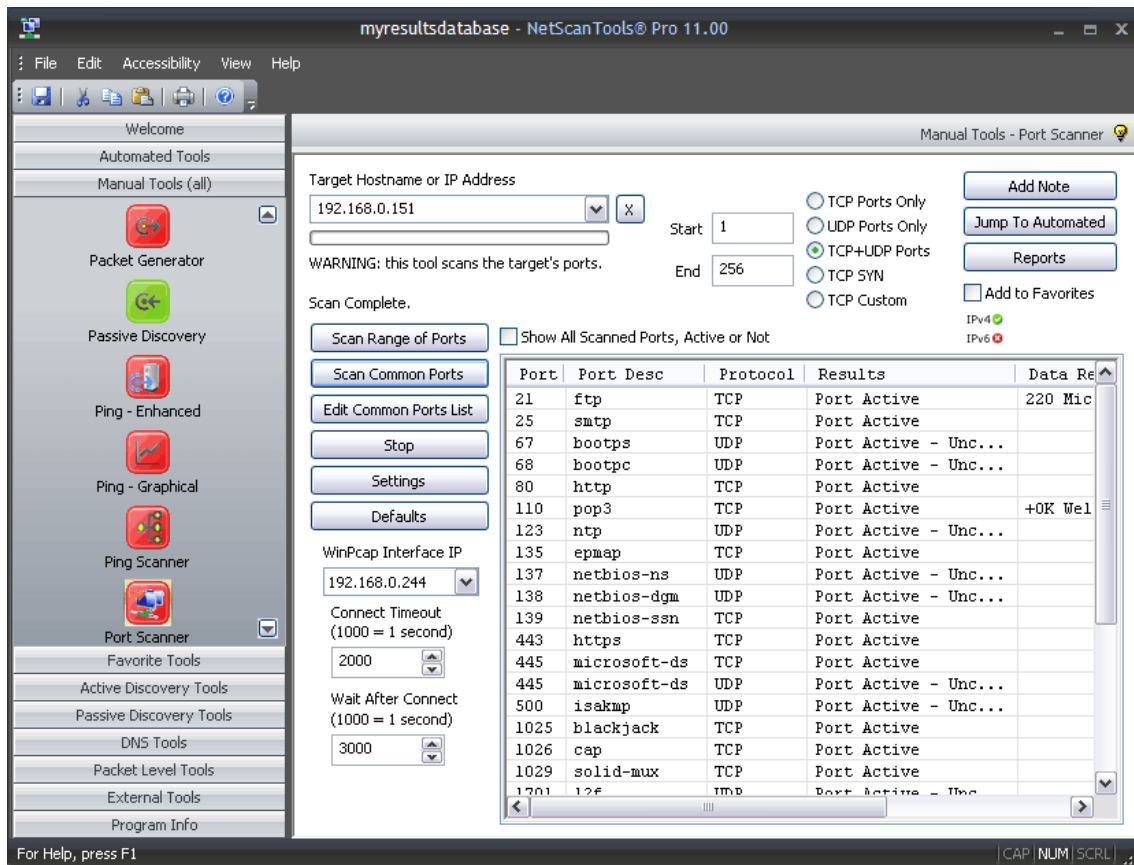 myresultsdatabase - NetScanTools® Pro 11.00
File Edit Accessibility View Help
Welcome
Automated Tools
Manual Tools (all)
Packet Generator
Passive Discovery
Ping - Enhanced
Ping - Graphical
Ping Scanner
Port Scanner
Favorite Tools
Active Discovery Tools
Passive Discovery Tools
DNS Tools
Packet Level Tools
External Tools
Program Info
Manual Tools - Port Scanner
Target Hostname or IP Address
192.168.0.151 X
WARNING: this tool scans the target's ports.
Scan Complete.
Start 1
End 256
TCP Ports Only
UDP Ports Only
TCP+UDP Ports
TCP SYN
TCP Custom
Add Note
Jump To Automated
Reports
Add to Favorites
IPv4
IPv6
Scan Range of Ports
Scan Common Ports
Edit Common Ports List
Stop
Settings
Defaults
WinPcap Interface IP
192.168.0.244
Connect Timeout
(1000 = 1 second)
2000
Wait After Connect
(1000 = 1 second)
3000
Show All Scanned Ports, Active or Not
Port Port Desc Protocol Results Data Re
21 ftp TCP Port Active 220 Mic
25 smtp TCP Port Active
67 bootps UDP Port Active - Unc...
68 bootpc UDP Port Active - Unc...
80 http TCP Port Active
110 pop3 TCP Port Active +OK Wel
123 ntp UDP Port Active - Unc...
135 epmap TCP Port Active
137 netbios-ns UDP Port Active - Unc...
138 netbios-dgm UDP Port Active - Unc...
139 netbios-ssn TCP Port Active
443 https TCP Port Active
445 microsoft-ds TCP Port Active
445 microsoft-ds UDP Port Active - Unc...
500 isakmp UDP Port Active - Unc...
1025 blackjack TCP Port Active
1026 cap TCP Port Active
1029 solid-mux TCP Port Active
1701 l2f UDP Port Active - Unc
For Help, press F1
CAP NUM SCRL